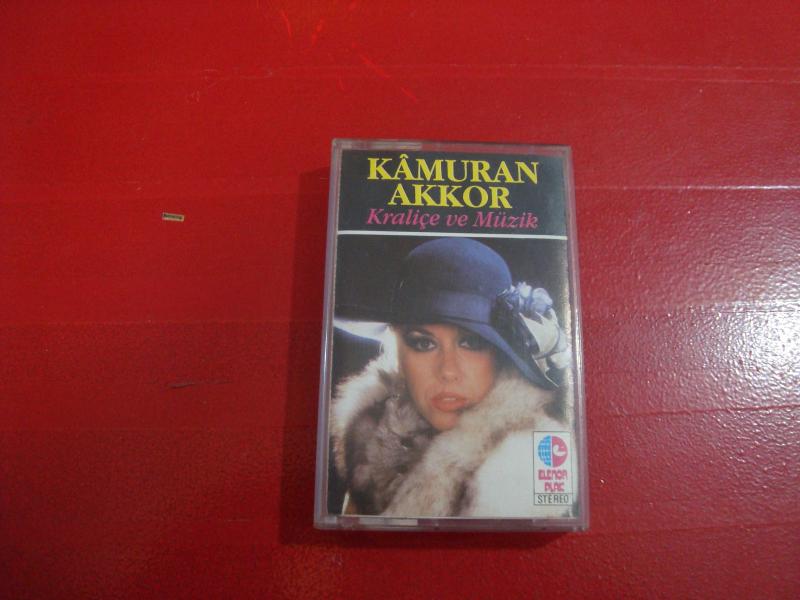 KÂMURAN
AKKOR
Kraliçe ve Müzik
ELENOR
PLAK
STEREO